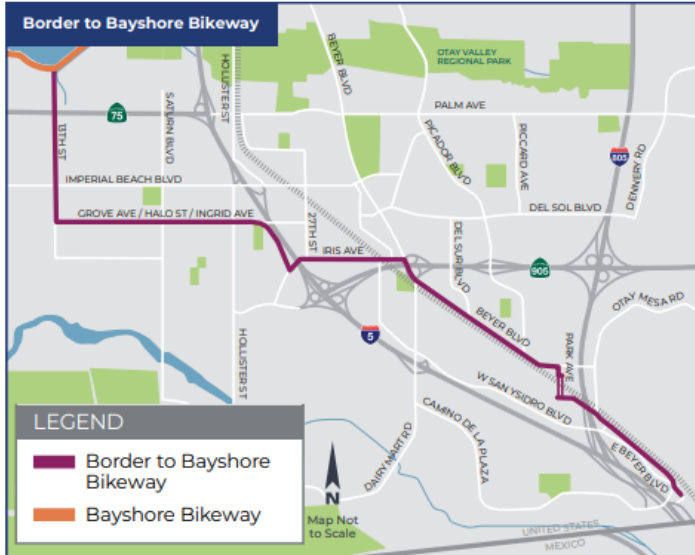 Border to Bayshore Bikeway
OTAY VALLEY
REGIONAL PARK
BEYER BLVD
HOLLISTER ST
PALM AVE
75
SATURN BLVD
13TH ST
PICADOR BLVD
PICCARD AVE
805
DENNERY RD
IMPERIAL BEACH BLVD
GROVE AVE / HALO ST / INGRID AVE
27TH ST
DEL SOL BLVD
DEL SUR BLVD
IRIS AVE
905
OTAY MESA RD
BEYER BLVD
5
PARK AVE
HOLLISTER ST
W SAN YSIDRO BLVD
CAMINO DE LA PLAZA
DAIRY MART RD
E BEYER BLVD
LEGEND
Border to Bayshore
Bikeway
Bayshore Bikeway
N
Map Not
to Scale
UNITED STATES
MEXICO